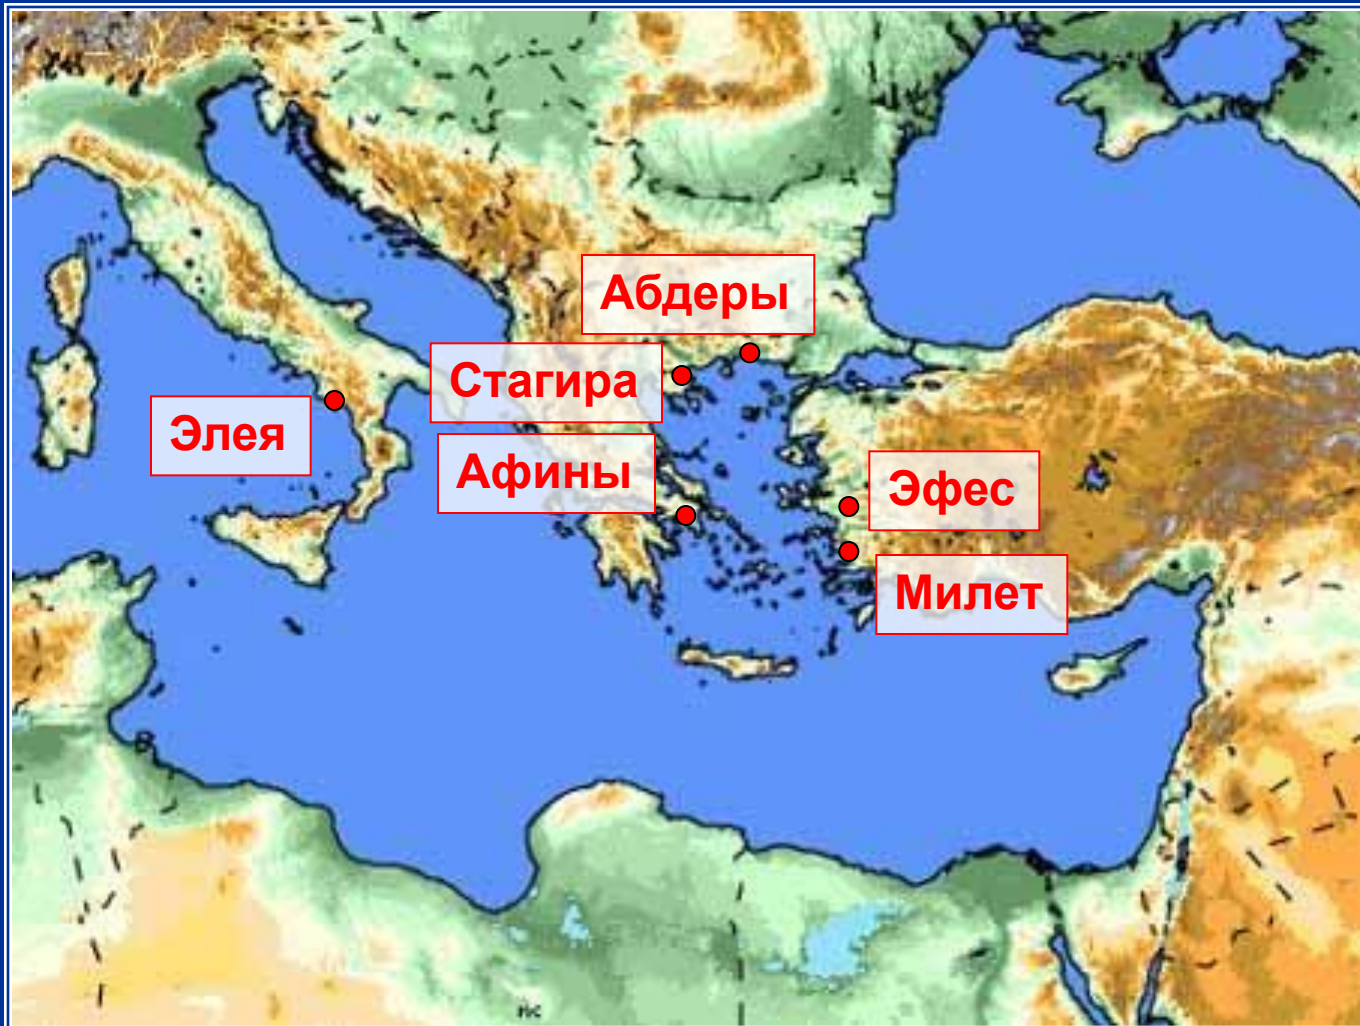 Абдеры
Стагира
Элея
Афины
Эфес
Милет